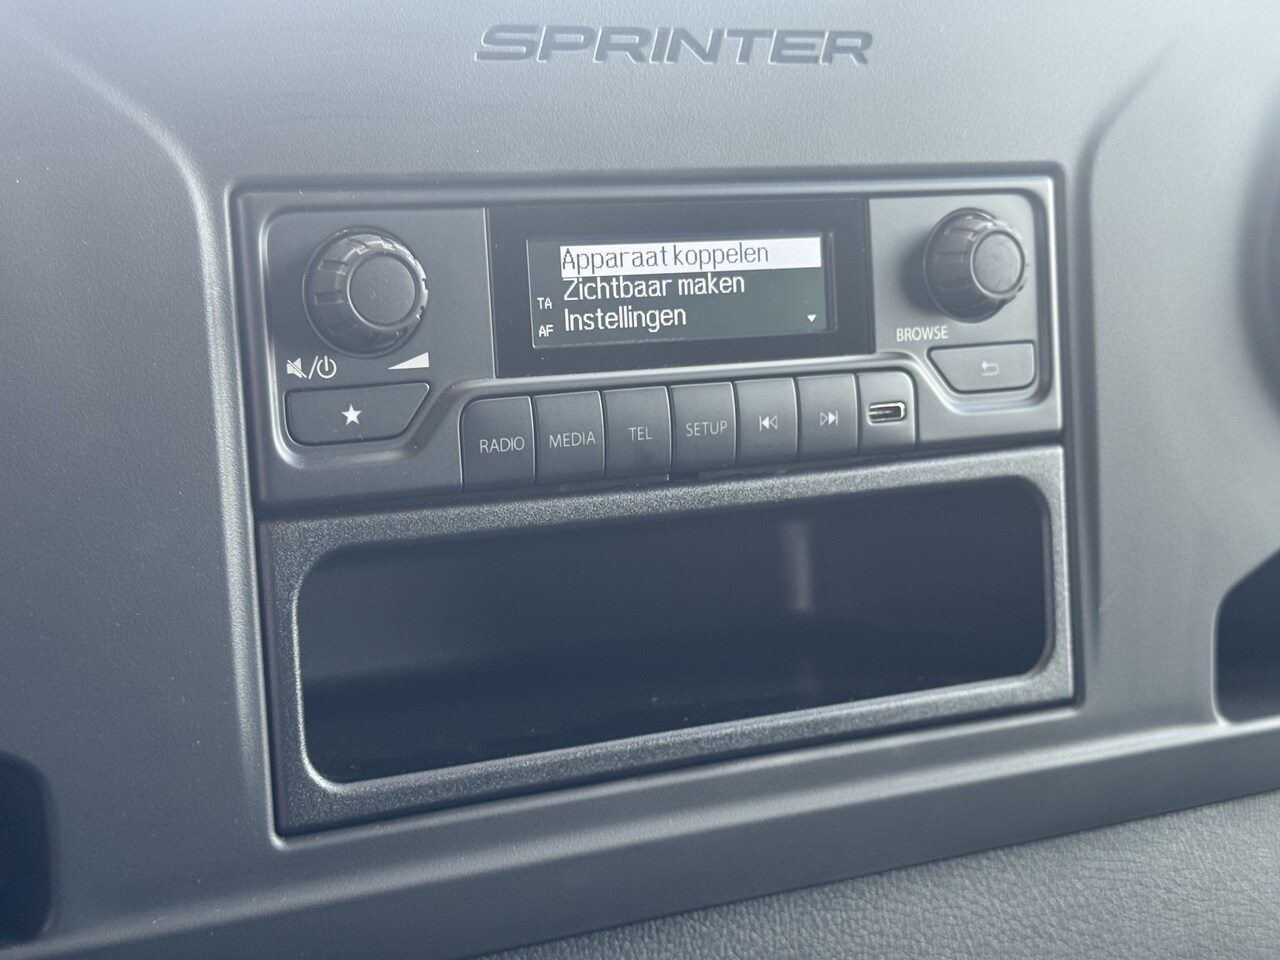 SPRINTER
Apparaat koppelen
Zichtbaar maken
TA
Instellingen
AF
BROWSE
RADIO
MEDIA
TEL
SETUP